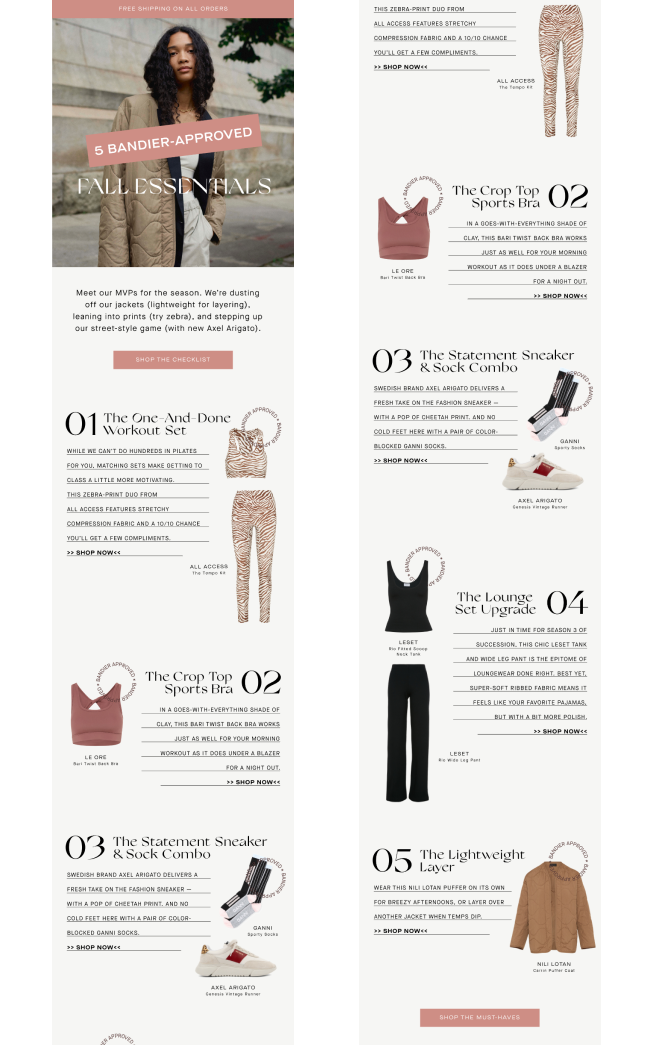 FREE SHIPPING ON ALL ORDERS
5 BANDIER-APPROVED
FALL ESSENTIALS
Meet our MVPs for the season. We're dusting
off our jackets (lightweight for layering),
leaning into prints (try zebra), and stepping up
our street-style game (with new Axel Arigato).
SHOP THE CHECKLIST
01 The One-And-Done
Workout Set
BANDIER APPROVED
WHILE WE CAN'T DO HUNDREDS IN PILATES
FOR YOU, MATCHING SETS MAKE GETTING TO
CLASS A LITTLE MORE MOTIVATING.
THIS ZEBRA-PRINT DUO FROM
ALL ACCESS FEATURES STRETCHY
COMPRESSION FABRIC AND A 10/10 CHANCE
YOU'LL GET A FEW COMPLIMENTS.
>> SHOP NOW<<
ALL ACCESS
The Tempo Kit
BANDIER APPROVED
The Crop Top
Sports Bra 02
IN A GOES-WITH-EVERYTHING SHADE OF
CLAY, THIS BARI TWIST BACK BRA WORKS
JUST AS WELL FOR YOUR MORNING
WORKOUT AS IT DOES UNDER A BLAZER
FOR A NIGHT OUT.
>> SHOP NOW<<
LE ORE
Bari Twist Back Bra
03 The Statement Sneaker
& Sock Combo
SWEDISH BRAND AXEL ARIGATO DELIVERS A
FRESH TAKE ON THE FASHION SNEAKER —
WITH A POP OF CHEETAH PRINT. AND NO
COLD FEET HERE WITH A PAIR OF COLOR-
BLOCKED GANNI SOCKS.
>> SHOP NOW<<
GANNI
Sporty Socks
AXEL ARIGATO
Genesis Vintage Runner
THIS ZEBRA-PRINT DUO FROM
ALL ACCESS FEATURES STRETCHY
COMPRESSION FABRIC AND A 10/10 CHANCE
YOU'LL GET A FEW COMPLIMENTS.
>> SHOP NOW<<
ALL ACCESS
The Tempo Kit
BANDIER APPROVED
The Crop Top
Sports Bra 02
IN A GOES-WITH-EVERYTHING SHADE OF
CLAY, THIS BARI TWIST BACK BRA WORKS
JUST AS WELL FOR YOUR MORNING
WORKOUT AS IT DOES UNDER A BLAZER
FOR A NIGHT OUT.
>> SHOP NOW<<
LE ORE
Bari Twist Back Bra
03 The Statement Sneaker
& Sock Combo
SWEDISH BRAND AXEL ARIGATO DELIVERS A
FRESH TAKE ON THE FASHION SNEAKER —
WITH A POP OF CHEETAH PRINT. AND NO
COLD FEET HERE WITH A PAIR OF COLOR-
BLOCKED GANNI SOCKS.
>> SHOP NOW<<
GANNI
Sporty Socks
AXEL ARIGATO
Genesis Vintage Runner
BANDIER APPROVED
The Lounge
Set Upgrade 04
JUST IN TIME FOR SEASON 3 OF
SUCCESSION, THIS CHIC LESET TANK
AND WIDE LEG PANT IS THE EPITOME OF
LOUNGEWEAR DONE RIGHT. BEST YET,
SUPER-SOFT RIBBED FABRIC MEANS IT
FEELS LIKE YOUR FAVORITE PAJAMAS,
BUT WITH A BIT MORE POLISH.
>> SHOP NOW<<
LESET
Rio Fitted Scoop
Neck Tank
LESET
Rio Wide Leg Pant
05 The Lightweight
Layer
BANDIER APPROVED
WEAR THIS NILI LOTAN PUFFER ON ITS OWN
FOR BREEZY AFTERNOONS, OR LAYER OVER
ANOTHER JACKET WHEN TEMPS DIP.
>> SHOP NOW<<
NILI LOTAN
Puffer Coat
SHOP THE MUST-HAVES